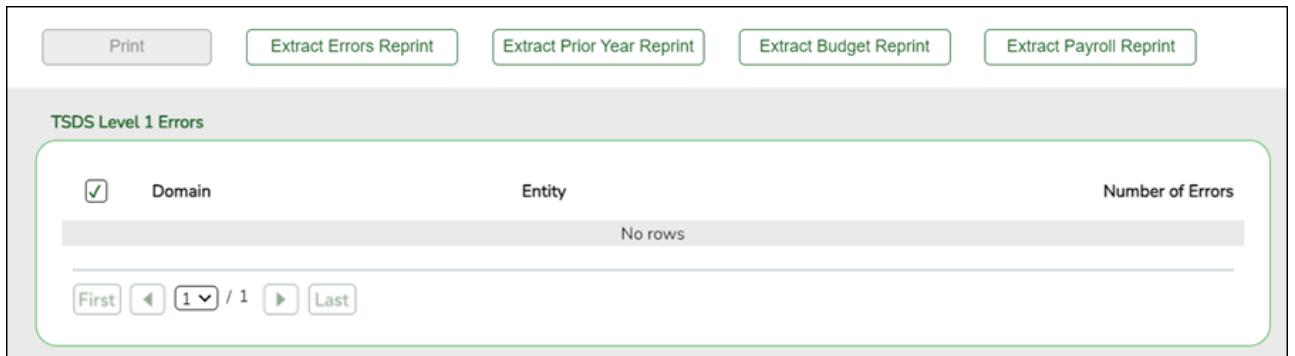 Print Extract Errors Reprint Extract Prior Year Reprint Extract Budget Reprint Extract Payroll Reprint
TSDS Level 1 Errors
Domain Entity Number of Errors
No rows
First 1 / 1 Last